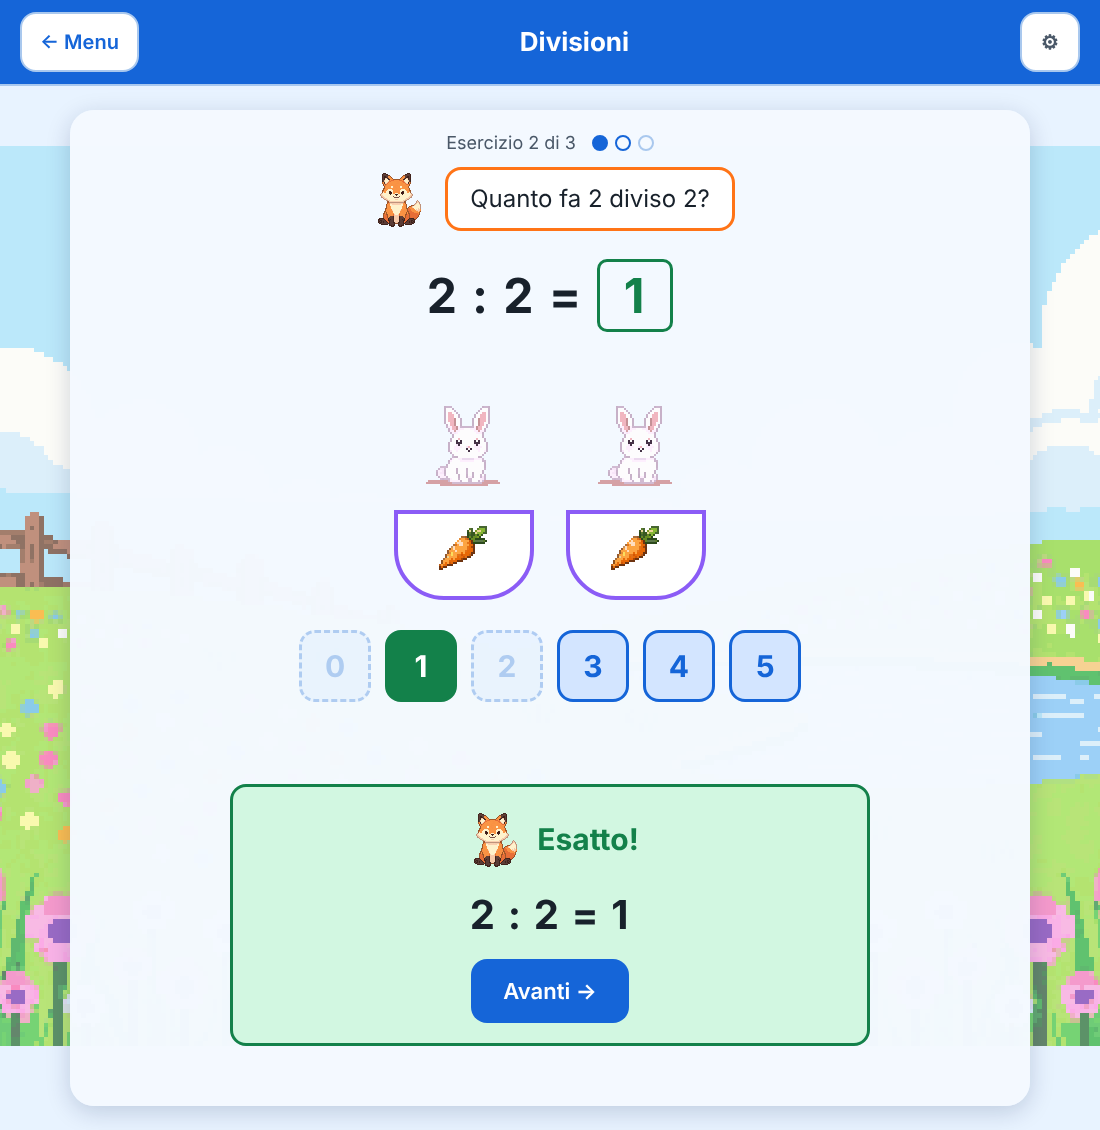 ← Menu
Divisioni
⚙
Esercizio 2 di 3
Quanto fa 2 diviso 2?
2 : 2 = 1
0 1 2 3 4 5
Esatto!
2 : 2 = 1
Avanti →